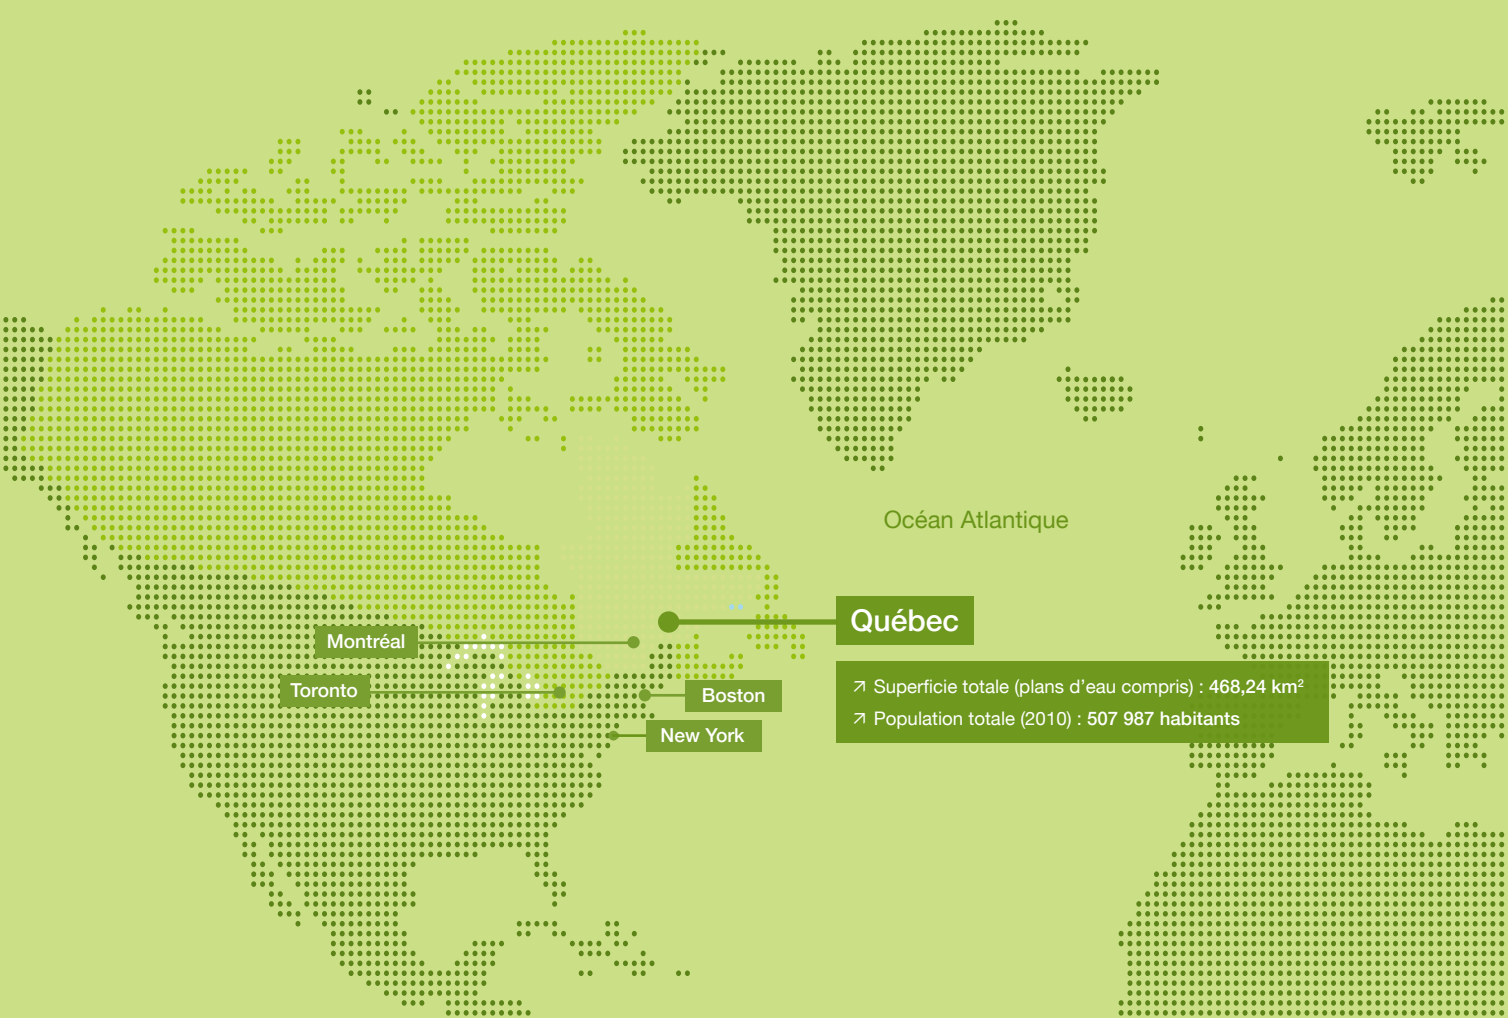 Océan Atlantique
Québec
Montréal
Toronto
Boston
New York
↗ Superficie totale (plans d’eau compris) : 468,24 km²
↗ Population totale (2010) : 507 987 habitants